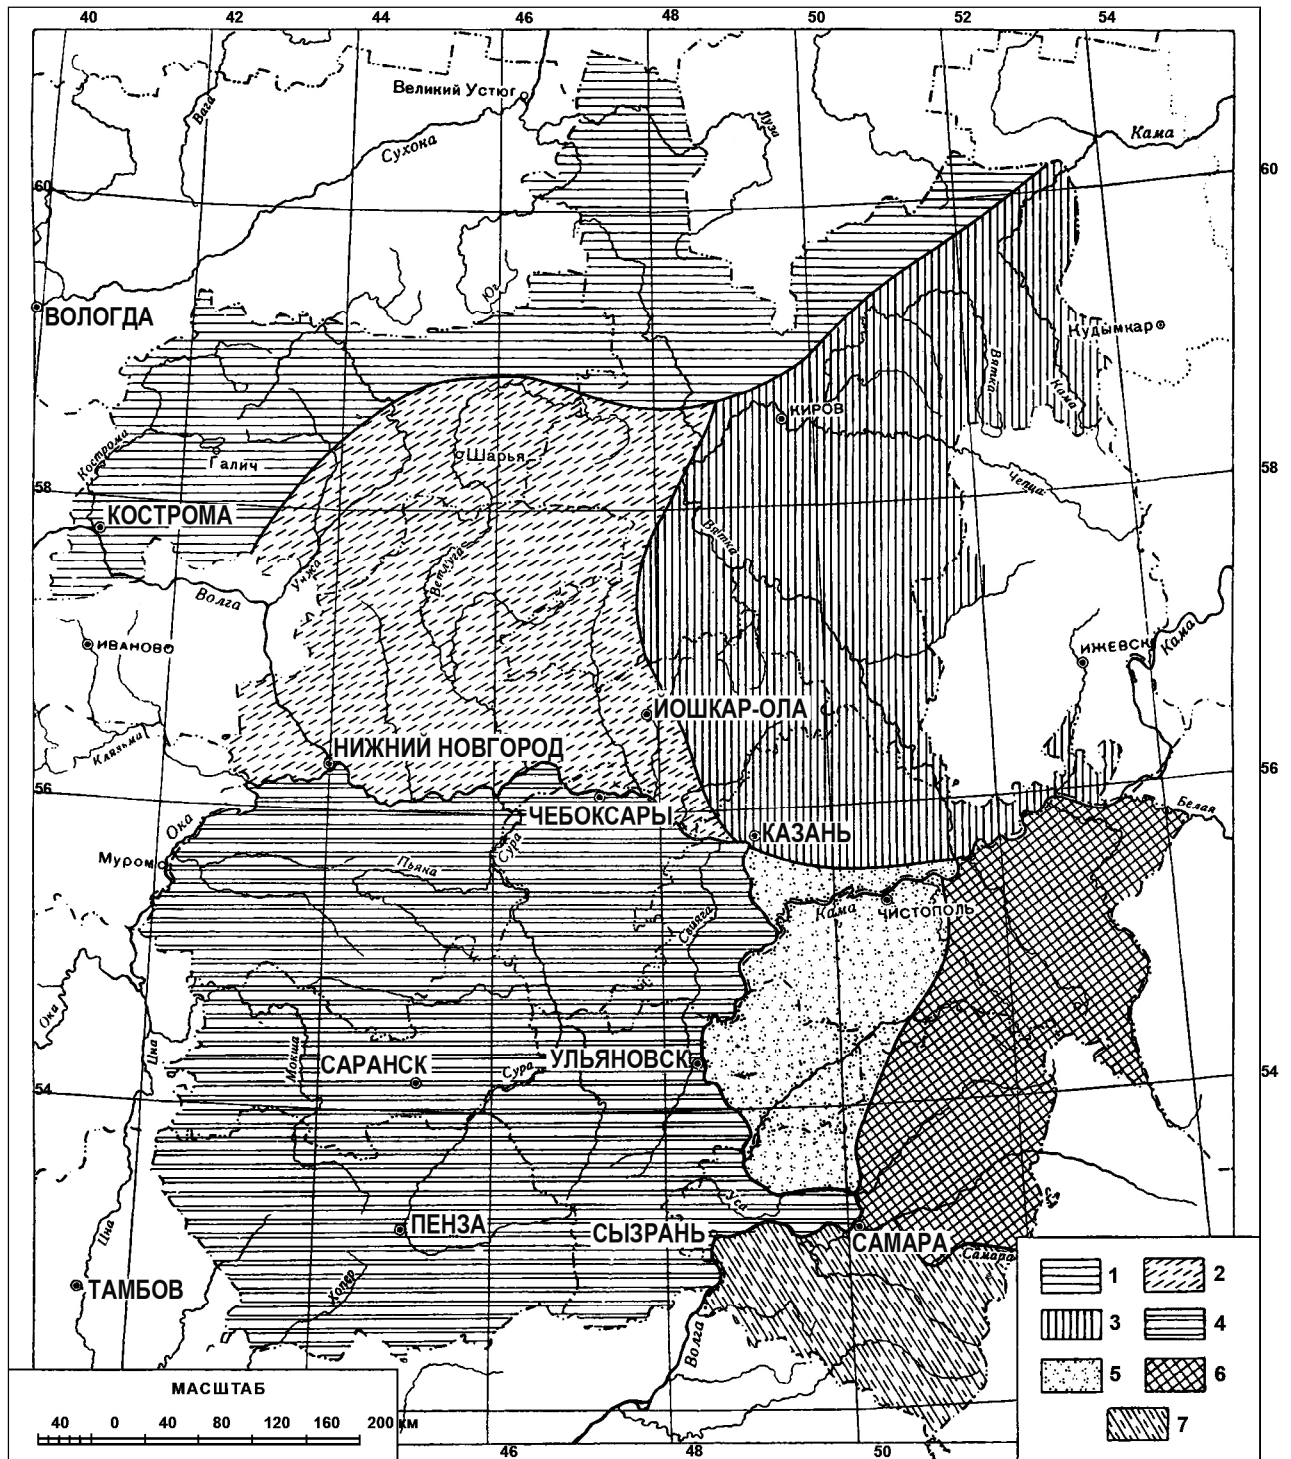 40 42 44 46 48 50 52 54
Великий Устюг
Вага
Сухона
Луза
Кама
60
60
Юг
ВОЛОГДА
Кудымкар
Вятка
Кама
КИРОВ
Кострома
Галич
Шарья
58
58
Чепца
КОСТРОМА
Вятка
Унжа
Ветлуга
Волга
ИВАНОВО
ИЖЕВСК
Кама
ЙОШКАР-ОЛА
Клязьма
НИЖНИЙ НОВГОРОД
56
56
Белая
ЧЕБОКСАРЫ
Ока
Сура
КАЗАНЬ
Муром
Пьяна
Кама
ЧИСТОПОЛЬ
Свияга
Ока
Цна
Мокша
САРАНСК
Сура
УЛЬЯНОВСК
54
54
Уса
Цна
ПЕНЗА
СЫЗРАНЬ
САМАРА
Самара
ТАМБОВ
Хопер
Волга
1
2
3
4
5
6
7
МАСШТАБ
40 0 40 80 120 160 200 км
46 48 50